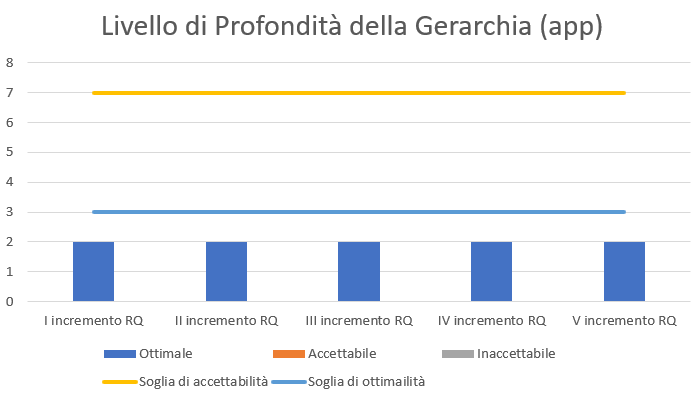 Livello di Profondità della Gerarchia (app)
8
7
6
5
4
3
2
1
0
I incremento RQ II incremento RQ III incremento RQ IV incremento RQ V incremento RQ
Ottimale Accettabile Inaccettabile
Soglia di accettabilità Soglia di ottimailità